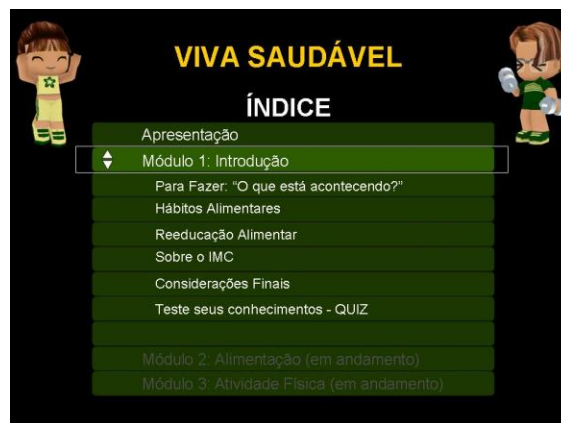 VIVA SAUDÁVEL
ÍNDICE
Apresentação
Módulo 1: Introdução
Para Fazer: “O que está acontecendo?”
Hábitos Alimentares
Reeducação Alimentar
Sobre o IMC
Considerações Finais
Teste seus conhecimentos - QUIZ
Módulo 2: Alimentação (em andamento)
Módulo 3: Atividade Física (em andamento)